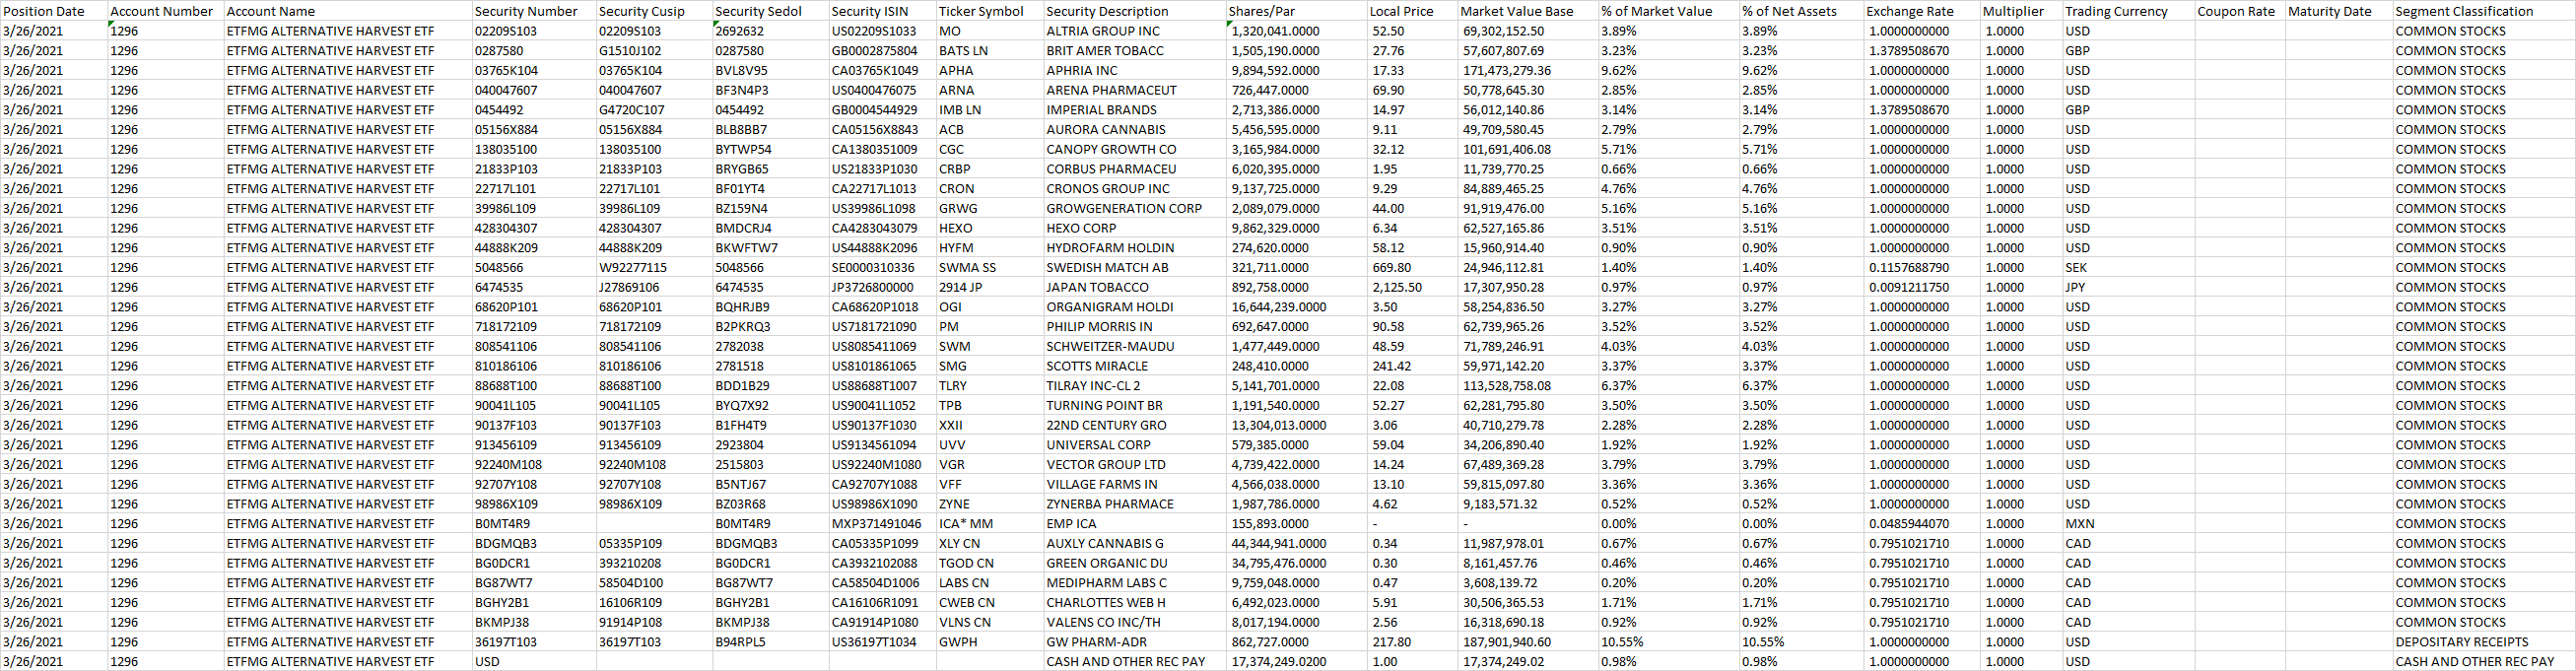 Position Date Account Number Account Name Security Number Security Cusip Security Sedol Security ISIN Ticker Symbol Security Description Shares/Par Local Price Market Value Base % of Market Value % of Net Assets Exchange Rate Multiplier Trading Currency Coupon Rate Maturity Date Segment Classification
3/26/2021 1296 ETFMG ALTERNATIVE HARVEST ETF 02209S103 02209S103 2692632 US02209S1033 MO ALTRIA GROUP INC 1,320,041.0000 52.50 69,302,152.50 3.89% 3.89% 1.0000000000 1.0000 USD COMMON STOCKS
3/26/2021 1296 ETFMG ALTERNATIVE HARVEST ETF 0287580 G1510J102 0287580 GB0002875804 BATS LN BRIT AMER TOBACC 1,505,190.0000 27.76 57,607,807.69 3.23% 3.23% 1.3789508670 1.0000 GBP COMMON STOCKS
3/26/2021 1296 ETFMG ALTERNATIVE HARVEST ETF 03765K104 03765K104 BVL8V95 CA03765K1049 APHA APHRIA INC 9,894,592.0000 17.33 171,473,279.36 9.62% 9.62% 1.0000000000 1.0000 USD COMMON STOCKS
3/26/2021 1296 ETFMG ALTERNATIVE HARVEST ETF 040047607 040047607 BF3N4P3 US0400476075 ARNA ARENA PHARMACEUT 726,447.0000 69.90 50,778,645.30 2.85% 2.85% 1.0000000000 1.0000 USD COMMON STOCKS
3/26/2021 1296 ETFMG ALTERNATIVE HARVEST ETF 0454492 G4720C107 0454492 GB0004544929 IMB LN IMPERIAL BRANDS 2,713,386.0000 14.97 56,012,140.86 3.14% 3.14% 1.3789508670 1.0000 GBP COMMON STOCKS
3/26/2021 1296 ETFMG ALTERNATIVE HARVEST ETF 05156X884 05156X884 BLB8BB7 CA05156X8843 ACB AURORA CANNABIS 5,456,595.0000 9.11 49,709,580.45 2.79% 2.79% 1.0000000000 1.0000 USD COMMON STOCKS
3/26/2021 1296 ETFMG ALTERNATIVE HARVEST ETF 138035100 138035100 BYTWP54 CA1380351009 CGC CANOPY GROWTH CO 3,165,984.0000 32.12 101,691,406.08 5.71% 5.71% 1.0000000000 1.0000 USD COMMON STOCKS
3/26/2021 1296 ETFMG ALTERNATIVE HARVEST ETF 21833P103 21833P103 BRYGB65 US21833P1030 CRBP CORBUS PHARMACEU 6,020,395.0000 1.95 11,739,770.25 0.66% 0.66% 1.0000000000 1.0000 USD COMMON STOCKS
3/26/2021 1296 ETFMG ALTERNATIVE HARVEST ETF 22717L101 22717L101 BF01YT4 CA22717L1013 CRON CRONOS GROUP INC 9,137,725.0000 9.29 84,889,465.25 4.76% 4.76% 1.0000000000 1.0000 USD COMMON STOCKS
3/26/2021 1296 ETFMG ALTERNATIVE HARVEST ETF 39986L109 39986L109 BZ159N4 US39986L1098 GRWG GROWGENERATION CORP 2,089,079.0000 44.00 91,919,476.00 5.16% 5.16% 1.0000000000 1.0000 USD COMMON STOCKS
3/26/2021 1296 ETFMG ALTERNATIVE HARVEST ETF 428304307 428304307 BMDCRJ4 CA4283043079 HEXO HEXO CORP 9,862,329.0000 6.34 62,527,165.86 3.51% 3.51% 1.0000000000 1.0000 USD COMMON STOCKS
3/26/2021 1296 ETFMG ALTERNATIVE HARVEST ETF 44888K209 44888K209 BKWFTW7 US44888K2096 HYFM HYDROFARM HOLDIN 274,620.0000 58.12 15,960,914.40 0.90% 0.90% 1.0000000000 1.0000 USD COMMON STOCKS
3/26/2021 1296 ETFMG ALTERNATIVE HARVEST ETF 5048566 W92277115 5048566 SE0000310336 SWMA SS SWEDISH MATCH AB 321,711.0000 669.80 24,946,112.81 1.40% 1.40% 0.1157688790 1.0000 SEK COMMON STOCKS
3/26/2021 1296 ETFMG ALTERNATIVE HARVEST ETF 6474535 J27869106 6474535 JP3726800000 2914 JP JAPAN TOBACCO 892,758.0000 2,125.50 17,307,950.28 0.97% 0.97% 0.0091211750 1.0000 JPY COMMON STOCKS
3/26/2021 1296 ETFMG ALTERNATIVE HARVEST ETF 68620P101 68620P101 BQHRJB9 CA68620P1018 OGI ORGANIGRAM HOLDI 16,644,239.0000 3.50 58,254,836.50 3.27% 3.27% 1.0000000000 1.0000 USD COMMON STOCKS
3/26/2021 1296 ETFMG ALTERNATIVE HARVEST ETF 718172109 718172109 B2PKRQ3 US7181721090 PM PHILIP MORRIS IN 692,647.0000 90.58 62,739,965.26 3.52% 3.52% 1.0000000000 1.0000 USD COMMON STOCKS
3/26/2021 1296 ETFMG ALTERNATIVE HARVEST ETF 808541106 808541106 2782038 US8085411069 SWM SCHWEITZER-MAUDU 1,477,449.0000 48.59 71,789,246.91 4.03% 4.03% 1.0000000000 1.0000 USD COMMON STOCKS
3/26/2021 1296 ETFMG ALTERNATIVE HARVEST ETF 810186106 810186106 2781518 US8101861065 SMG SCOTTS MIRACLE 248,410.0000 241.42 59,971,142.20 3.37% 3.37% 1.0000000000 1.0000 USD COMMON STOCKS
3/26/2021 1296 ETFMG ALTERNATIVE HARVEST ETF 88688T100 88688T100 BDD1B29 US88688T1007 TLRY TILRAY INC-CL 2 5,141,701.0000 22.08 113,528,758.08 6.37% 6.37% 1.0000000000 1.0000 USD COMMON STOCKS
3/26/2021 1296 ETFMG ALTERNATIVE HARVEST ETF 90041L105 90041L105 BYQ7X92 US90041L1052 TPB TURNING POINT BR 1,191,540.0000 52.27 62,281,795.80 3.50% 3.50% 1.0000000000 1.0000 USD COMMON STOCKS
3/26/2021 1296 ETFMG ALTERNATIVE HARVEST ETF 90137F103 90137F103 B1FH4T9 US90137F1030 XXII 22ND CENTURY GRO 13,304,013.0000 3.06 40,710,279.78 2.28% 2.28% 1.0000000000 1.0000 USD COMMON STOCKS
3/26/2021 1296 ETFMG ALTERNATIVE HARVEST ETF 913456109 913456109 2923804 US9134561094 UVV UNIVERSAL CORP 579,385.0000 59.04 34,206,890.40 1.92% 1.92% 1.0000000000 1.0000 USD COMMON STOCKS
3/26/2021 1296 ETFMG ALTERNATIVE HARVEST ETF 92240M108 92240M108 2515803 US92240M1080 VGR VECTOR GROUP LTD 4,739,422.0000 14.24 67,489,369.28 3.79% 3.79% 1.0000000000 1.0000 USD COMMON STOCKS
3/26/2021 1296 ETFMG ALTERNATIVE HARVEST ETF 92707Y108 92707Y108 B5NTJ67 CA92707Y1088 VFF VILLAGE FARMS IN 4,566,038.0000 13.10 59,815,097.80 3.36% 3.36% 1.0000000000 1.0000 USD COMMON STOCKS
3/26/2021 1296 ETFMG ALTERNATIVE HARVEST ETF 98986X109 98986X109 BZ03R68 US98986X1090 ZYNE ZYNERBA PHARMACE 1,987,786.0000 4.62 9,183,571.32 0.52% 0.52% 1.0000000000 1.0000 USD COMMON STOCKS
3/26/2021 1296 ETFMG ALTERNATIVE HARVEST ETF B0MT4R9 B0MT4R9 MXP371491046 ICA* MM EMP ICA 155,893.0000 - - 0.00% 0.00% 0.0485944070 1.0000 MXN COMMON STOCKS
3/26/2021 1296 ETFMG ALTERNATIVE HARVEST ETF BDGMQB3 05335P109 BDGMQB3 CA05335P1099 XLY CN AUXLY CANNABIS G 44,344,941.0000 0.34 11,987,978.01 0.67% 0.67% 0.7951021710 1.0000 CAD COMMON STOCKS
3/26/2021 1296 ETFMG ALTERNATIVE HARVEST ETF BG0DCR1 393210208 BG0DCR1 CA3932102088 TGOD CN GREEN ORGANIC DU 34,795,476.0000 0.30 8,161,457.76 0.46% 0.46% 0.7951021710 1.0000 CAD COMMON STOCKS
3/26/2021 1296 ETFMG ALTERNATIVE HARVEST ETF BG87WT7 58504D100 BG87WT7 CA58504D1006 LABS CN MEDIPHARM LABS C 9,759,048.0000 0.47 3,608,139.72 0.20% 0.20% 0.7951021710 1.0000 CAD COMMON STOCKS
3/26/2021 1296 ETFMG ALTERNATIVE HARVEST ETF BGHY2B1 16106R109 BGHY2B1 CA16106R1091 CWEB CN CHARLOTTES WEB H 6,492,023.0000 5.91 30,506,365.53 1.71% 1.71% 0.7951021710 1.0000 CAD COMMON STOCKS
3/26/2021 1296 ETFMG ALTERNATIVE HARVEST ETF BKMPJ38 91914P108 BKMPJ38 CA91914P1080 VLNS CN VALENS CO INC/TH 8,017,194.0000 2.56 16,318,690.18 0.92% 0.92% 0.7951021710 1.0000 CAD COMMON STOCKS
3/26/2021 1296 ETFMG ALTERNATIVE HARVEST ETF 36197T103 36197T103 B94RPL5 US36197T1034 GWPH GW PHARM-ADR 862,727.0000 217.80 187,901,940.60 10.55% 10.55% 1.0000000000 1.0000 USD DEPOSITARY RECEIPTS
3/26/2021 1296 ETFMG ALTERNATIVE HARVEST ETF USD CASH AND OTHER REC PAY 17,374,249.0200 1.00 17,374,249.02 0.98% 0.98% 1.0000000000 1.0000 USD CASH AND OTHER REC PAY